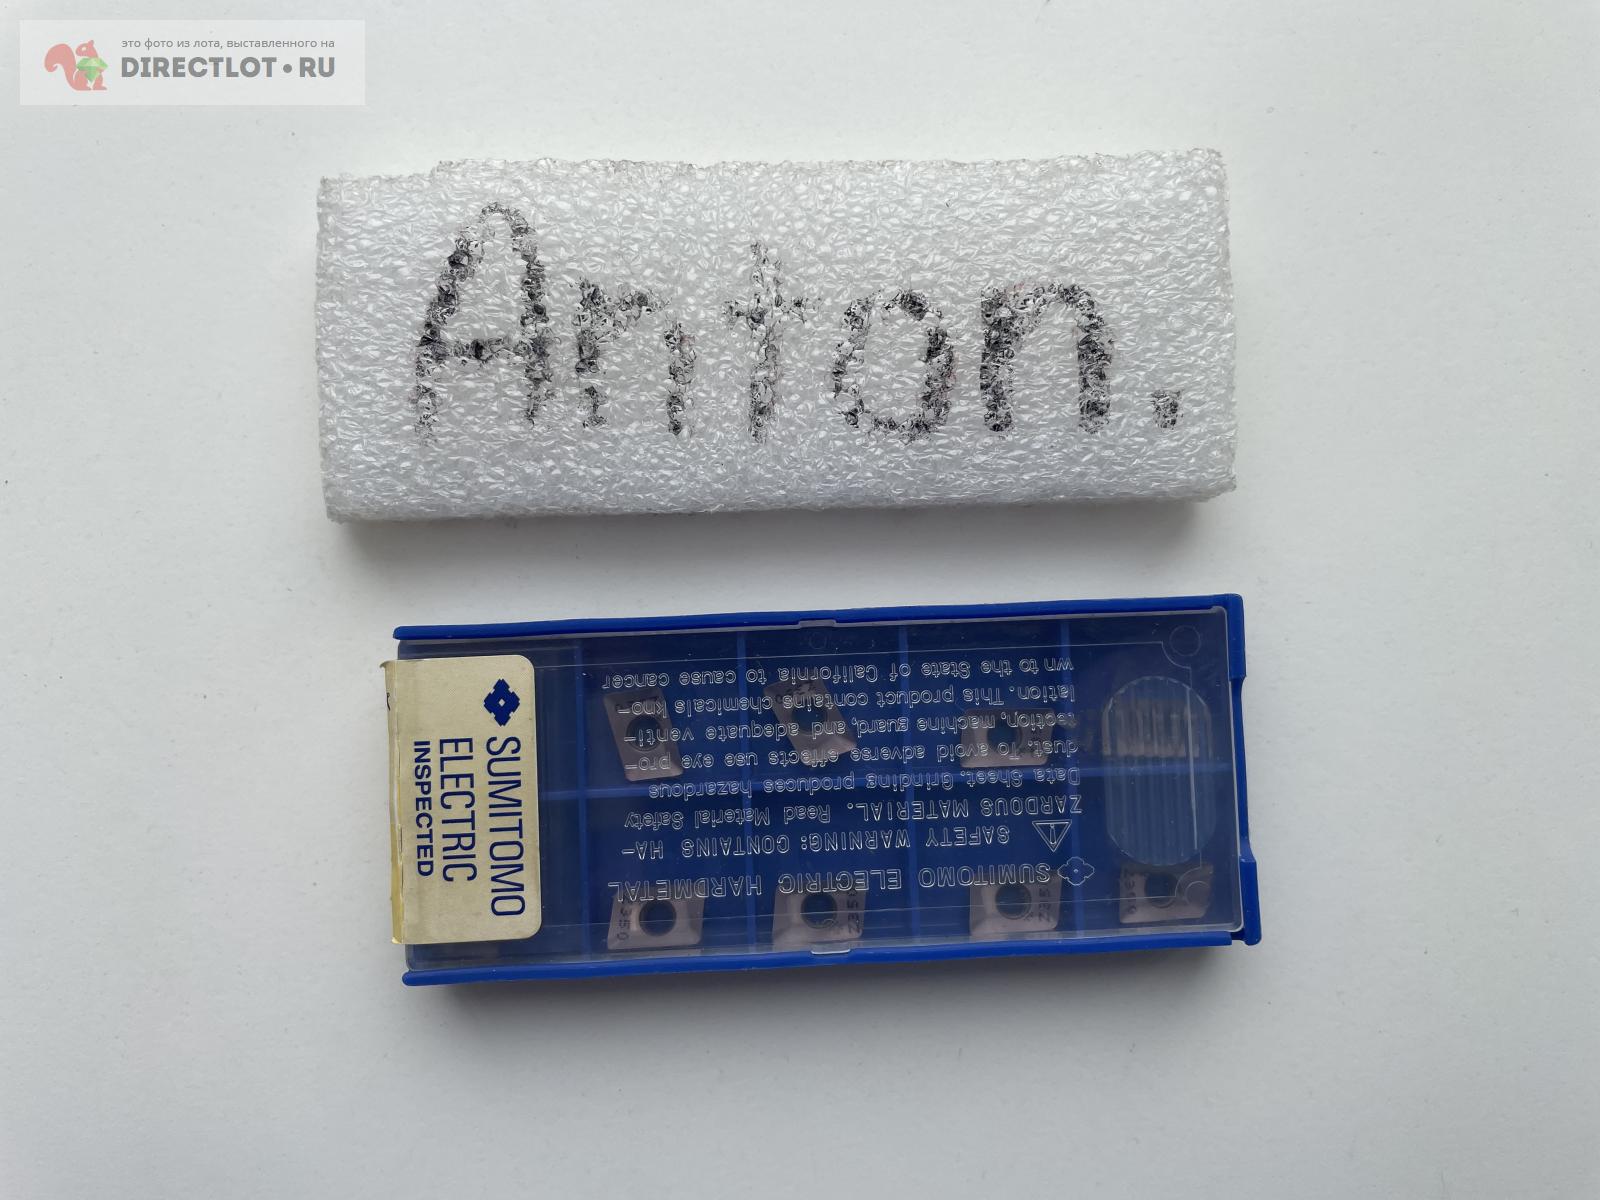 это фото из лота, выставленного на
DIRECTLOT•RU
Anton.
SUMITOMO
ELECTRIC
INSPECTED
SUMITOMO ELECTRIC HARDMETAL
SAFETY WARNING: CONTAINS HA-
ZARDOUS MATERIAL. Read Material Safety
Data Sheet. Grinding produces hazardous
dust. To avoid adverse effects use eye pro-
tection, machine guard, and adequate venti-
lation. This product contains chemicals kno-
wn to the State of California to cause cancer